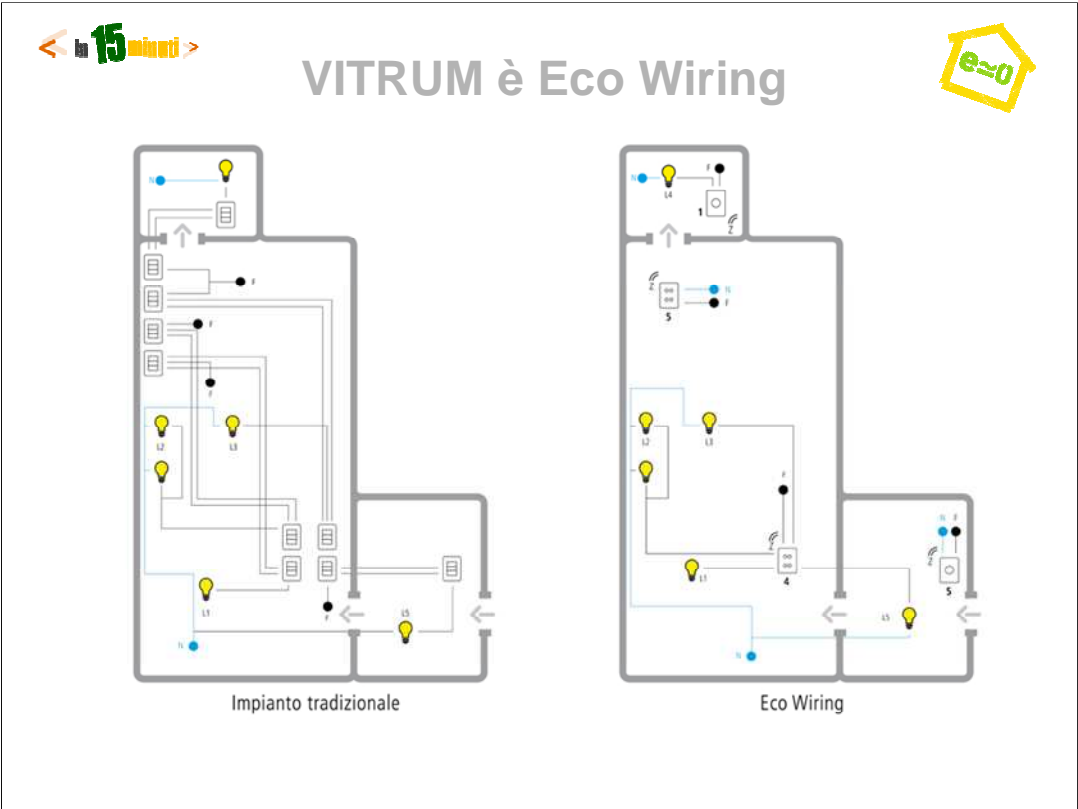 < in 15 minuti >
VITRUM è Eco Wiring
e≃0
N
F
F
F
L2
L3
L1
F
L5
N
Impianto tradizionale
N
L4
F
1
Z
Z
N
F
5
L2
L3
F
Z
L1
4
N F
Z
5
L5
N
Eco Wiring